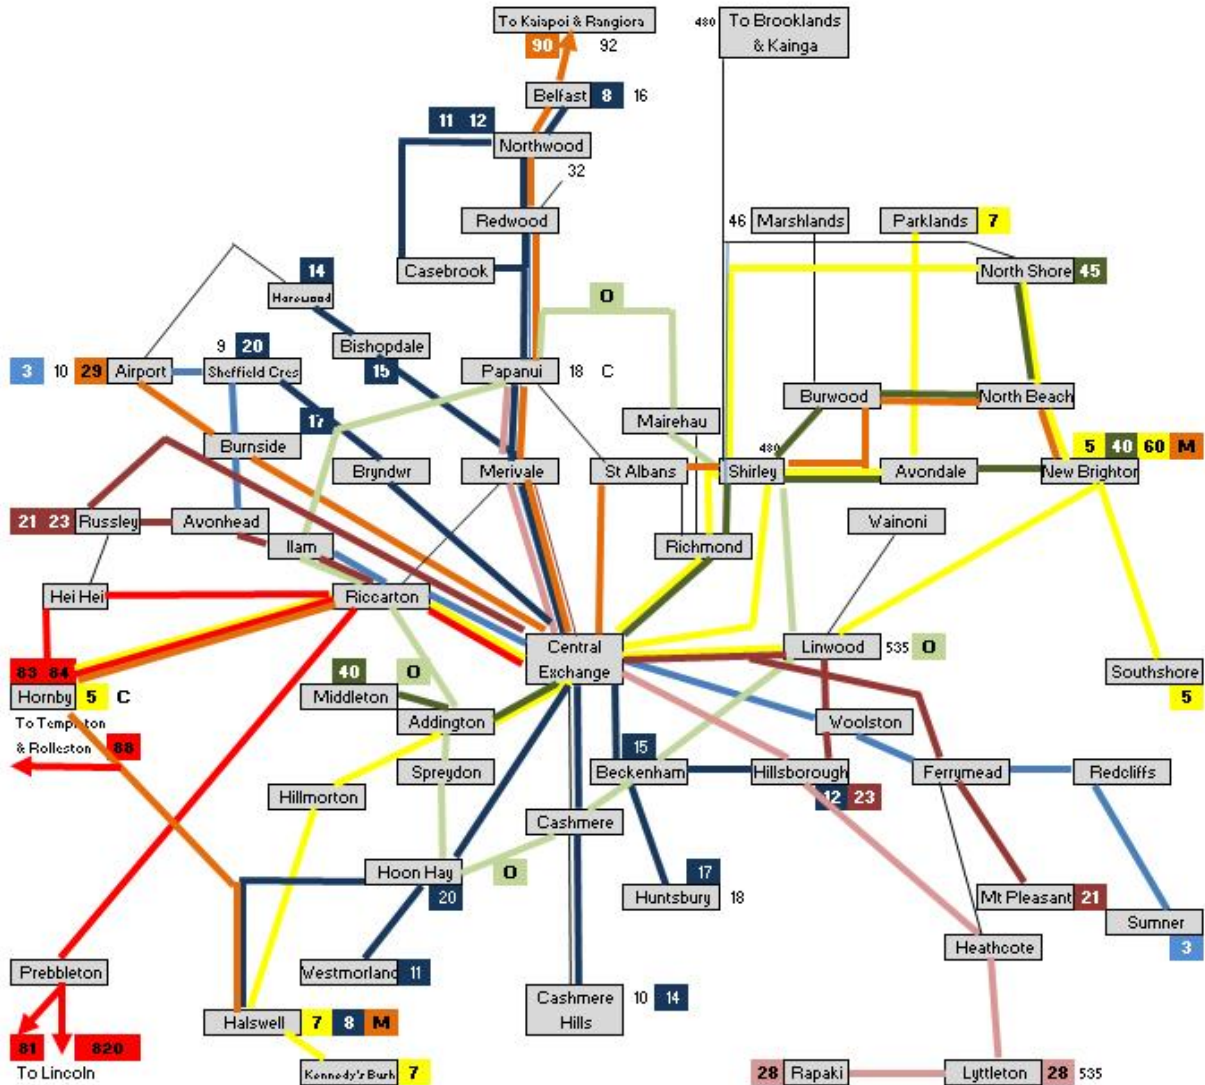 To Kaiapoi & Rangiora
90 92
480 To Brooklands
& Kainga
Belfast 8 16
11 12
Northwood
32
Redwood
46 Marshlands
Parklands 7
Casebrook
North Shore 45
14
Harewood
O
Bishopdale
15
9 20
3 10 29 Airport
Sheffield Cres
Papanui 18 C
Burwood
North Beach
Mairehau
17
Burnside
5 40 60 M
480
Bryndwr
Merivale
St Albans
Shirley
Avondale
New Brighton
21 23 Russley
Avonhead
Wainoni
Ilam
Richmond
Hei Hei
Riccarton
Central
Exchange
Linwood 535 O
83 84
Hornby 5 C
40 O
Middleton
Southshore
5
To Templeton
& Rolleston 88
Addington
Woolston
15
Spreydon
Beckenham
Hillsborough
12 23
Ferrymead
Redcliffs
Hillmorton
Cashmere
Hoon Hay O
20
17
Huntsbury 18
Mt Pleasant 21
Sumner
3
Heathcote
Prebbleton
Westmorland 11
Cashmere
Hills
10 14
Halswell 7 8 M
81 820
To Lincoln
Kennedy's Bush 7
28 Rapaki
Lyttleton 28 535